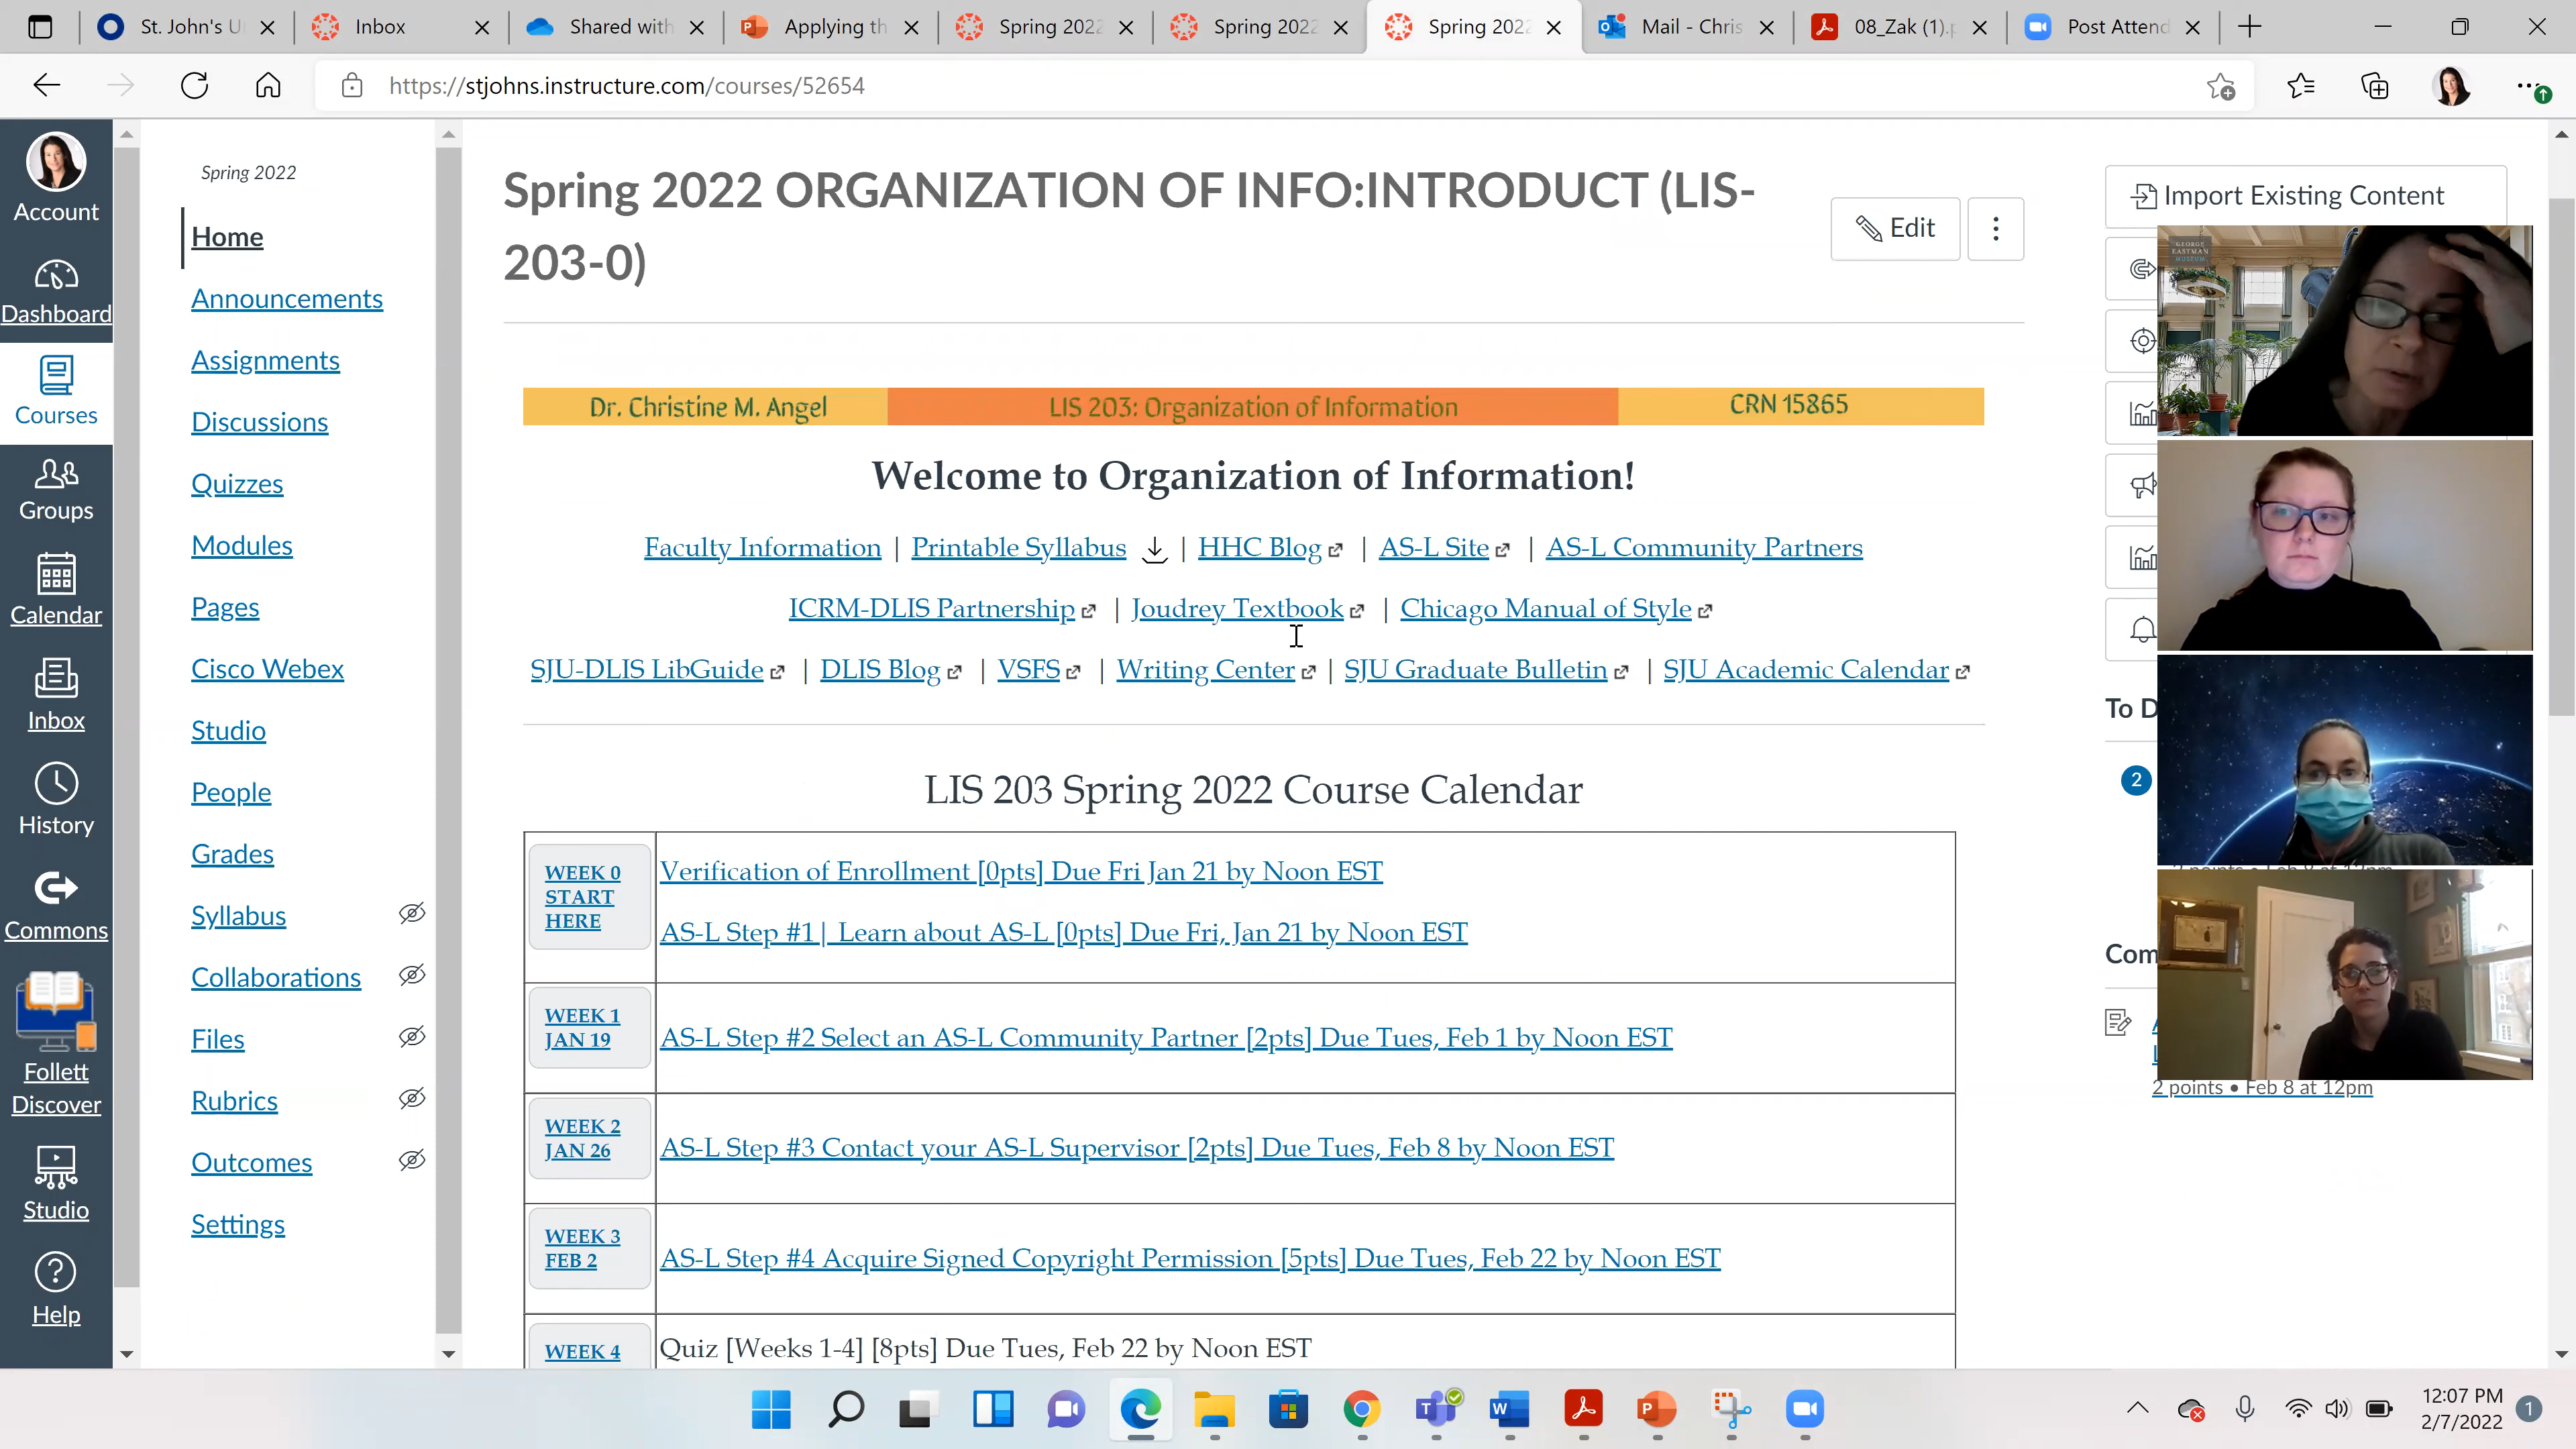 St. John's U
Inbox
Shared with
Applying th
Spring 2022
Spring 2022
Spring 2022
Mail - Chris
08_Zak (1).p
Post Attend
https://stjohns.instructure.com/courses/52654
Account
Dashboard
Courses
Groups
Calendar
Inbox
History
Commons
Follett
Discover
Studio
Help
Spring 2022
Home
Announcements
Assignments
Discussions
Quizzes
Modules
Pages
Cisco Webex
Studio
People
Grades
Syllabus
Collaborations
Files
Rubrics
Outcomes
Settings
Spring 2022 ORGANIZATION OF INFO:INTRODUCT (LIS-
203-0)
Edit
Dr. Christine M. Angel
LIS 203: Organization of Information
CRN 15865
Welcome to Organization of Information!
Faculty Information | Printable Syllabus | HHC Blog | AS-L Site | AS-L Community Partners
ICRM-DLIS Partnership | Joudrey Textbook | Chicago Manual of Style
SJU-DLIS LibGuide | DLIS Blog | VSFS | Writing Center | SJU Graduate Bulletin | SJU Academic Calendar
LIS 203 Spring 2022 Course Calendar
WEEK 0
START
HERE
Verification of Enrollment [0pts] Due Fri Jan 21 by Noon EST
AS-L Step #1| Learn about AS-L [0pts] Due Fri, Jan 21 by Noon EST
WEEK 1
JAN 19
AS-L Step #2 Select an AS-L Community Partner [2pts] Due Tues, Feb 1 by Noon EST
WEEK 2
JAN 26
AS-L Step #3 Contact your AS-L Supervisor [2pts] Due Tues, Feb 8 by Noon EST
WEEK 3
FEB 2
AS-L Step #4 Acquire Signed Copyright Permission [5pts] Due Tues, Feb 22 by Noon EST
WEEK 4
Quiz [Weeks 1-4] [8pts] Due Tues, Feb 22 by Noon EST
Import Existing Content
GEORGE
EASTMAN
MUSEUM
To D
2
Com
2 points • Feb 8 at 12pm
12:07 PM
2/7/2022
1